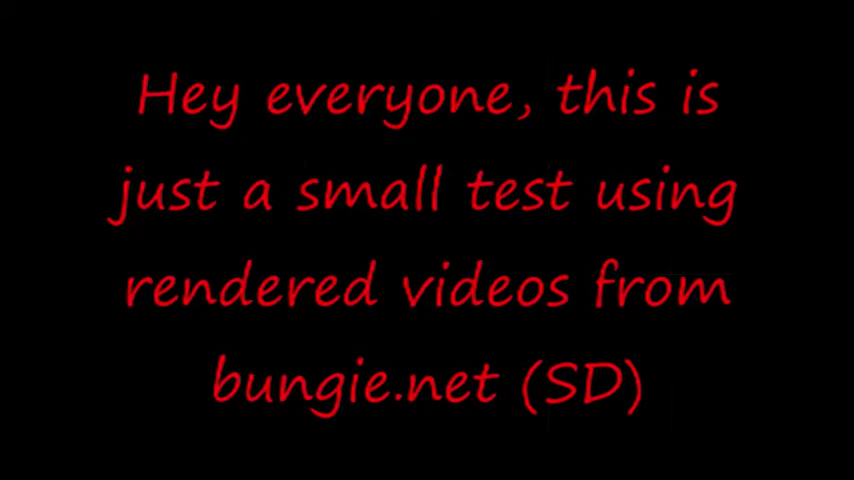 Hey everyone, this is
just a small test using
rendered videos from
bungie.net (SD)